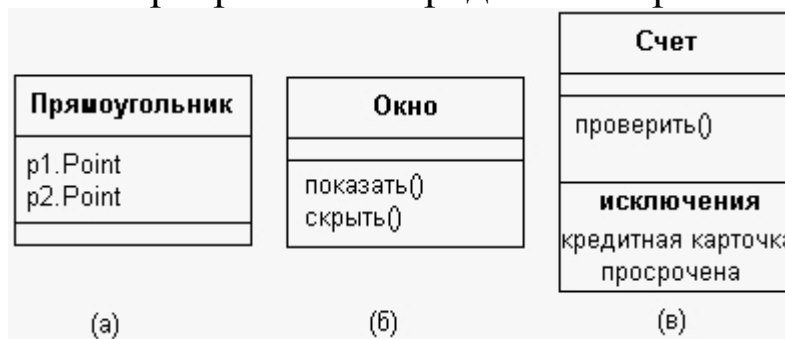 Прямоугольник
p1.Point
p2.Point
(а)
Окно
показать()
скрыть()
(б)
Счет
проверить()
исключения
кредитная карточка
просрочена
(в)